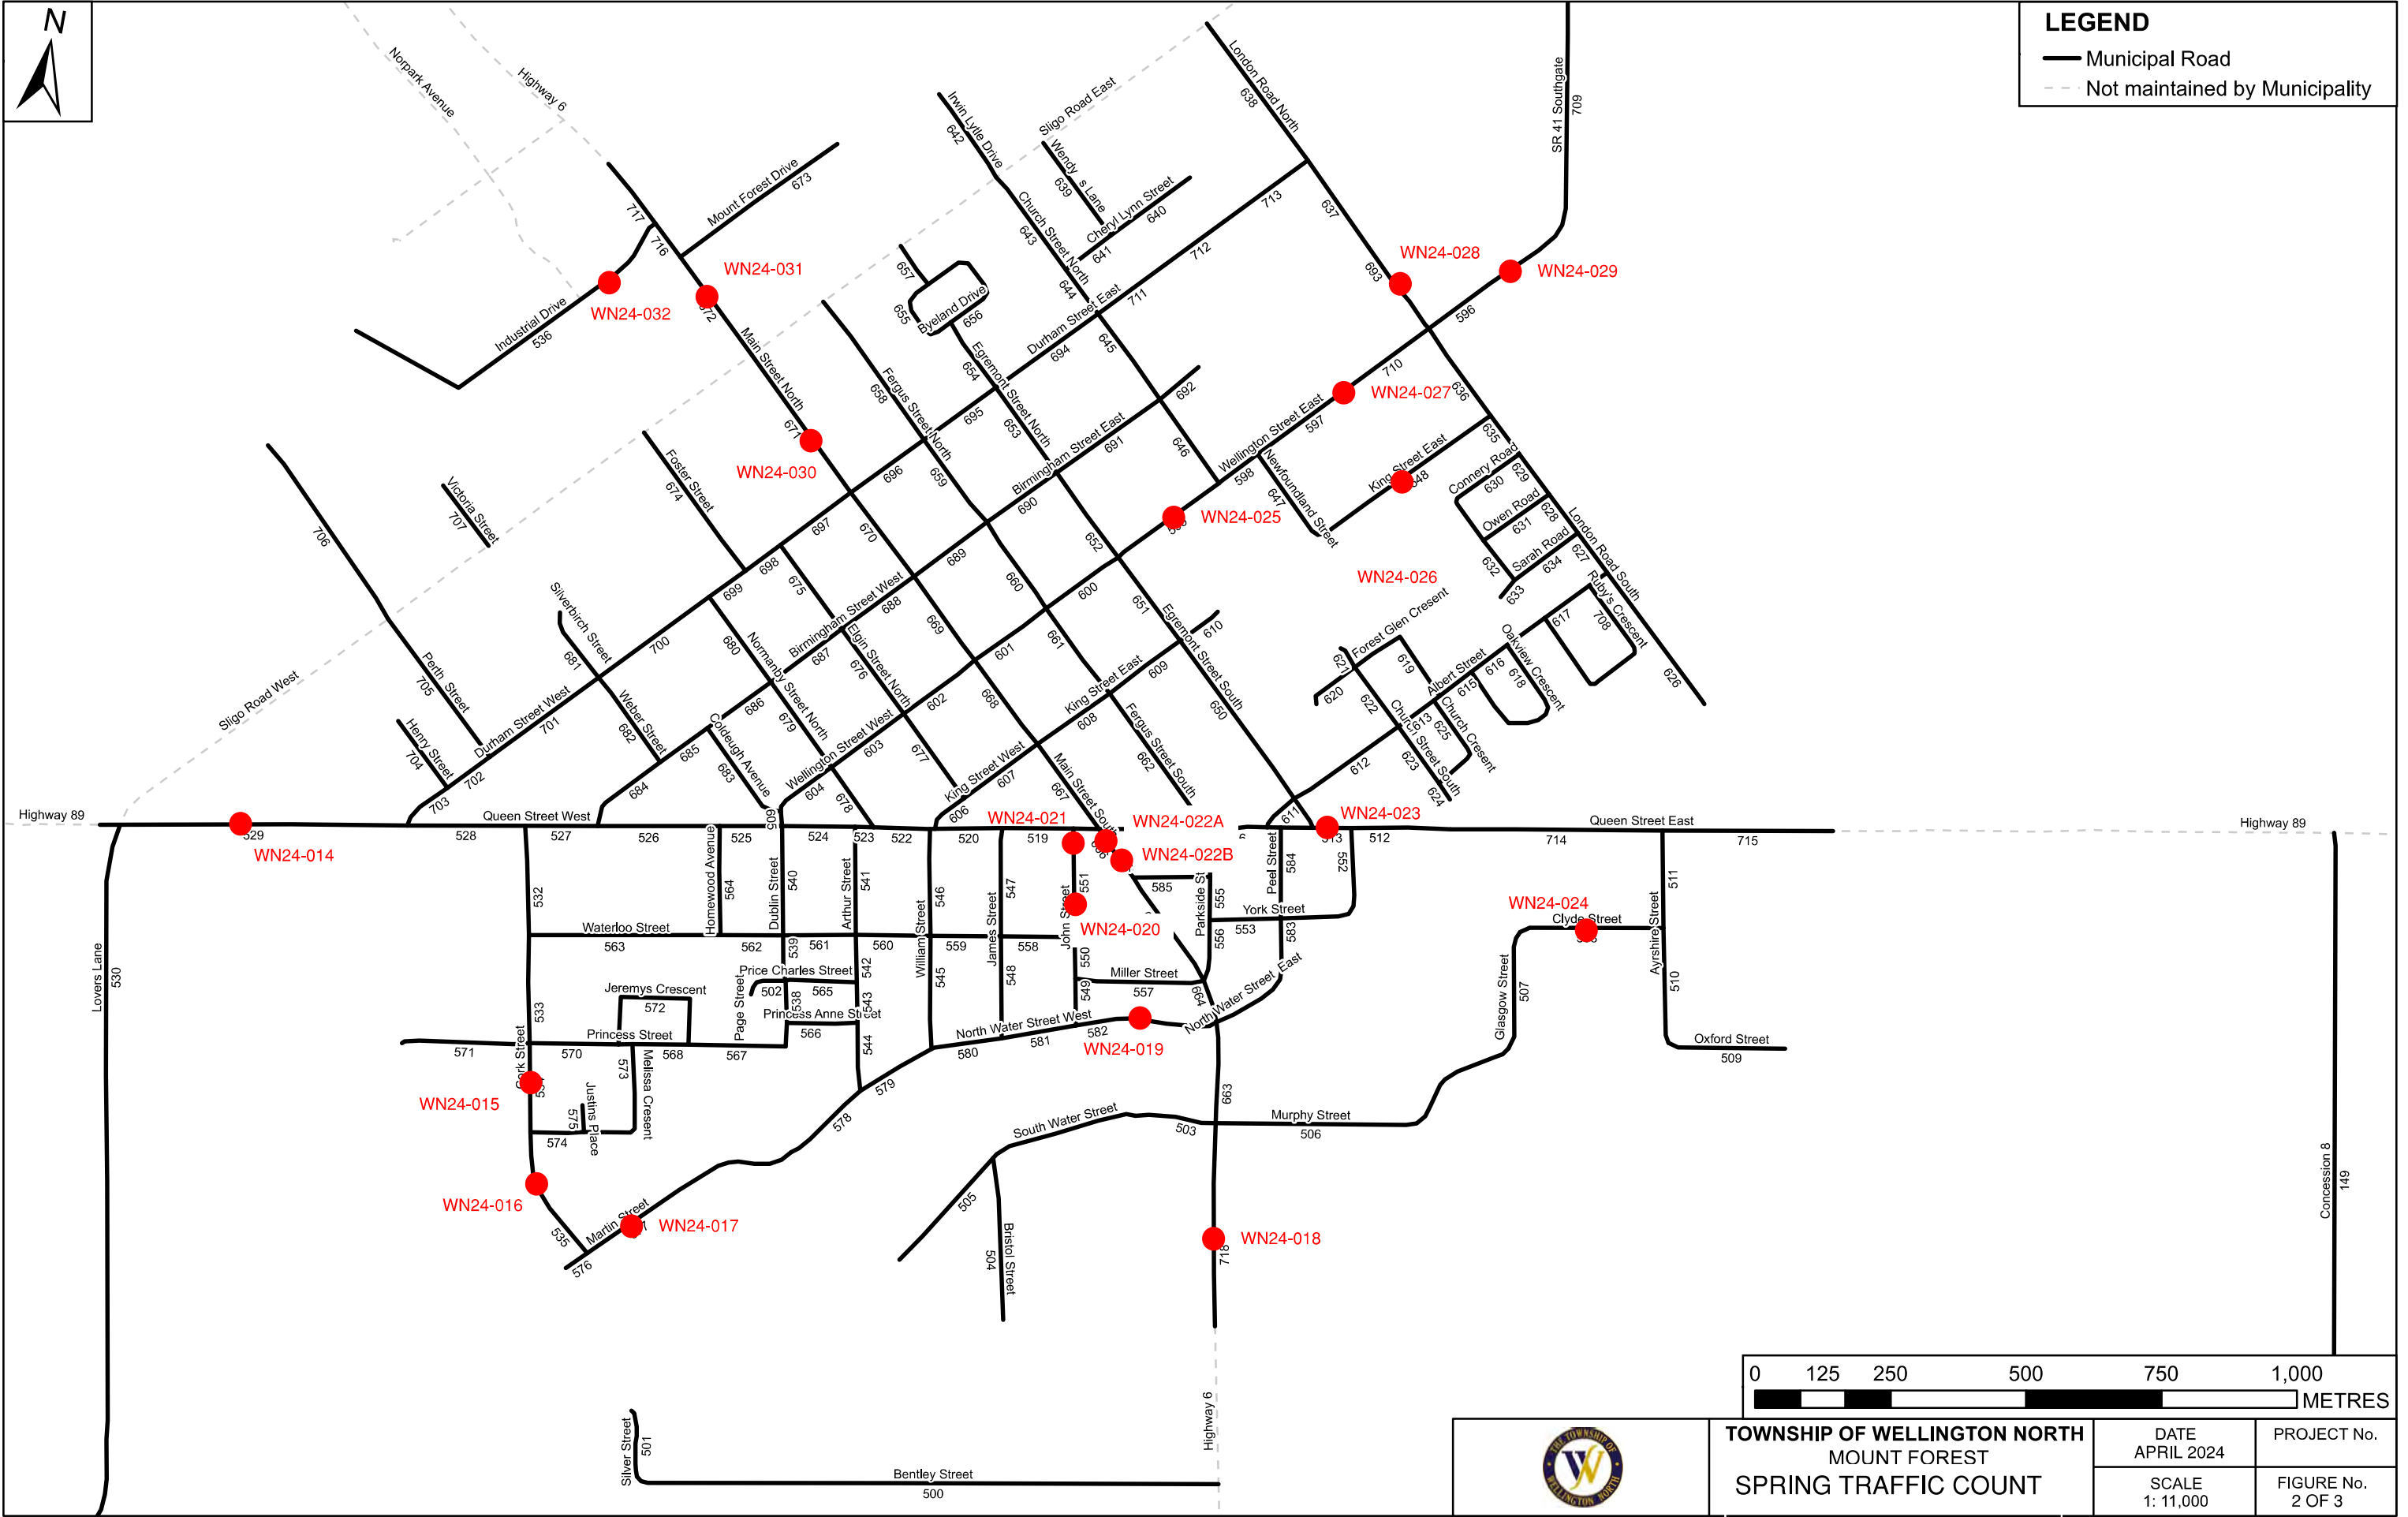 N
LEGEND
Municipal Road
Not maintained by Municipality
Norpark Avenue
Highway 6
Sligo Road East
London Road North
638
SR 41 Southgate
709
Irwin Lytle Drive
642
Wendy s Lane
639
Cheryl Lynn Street
640
641
Church Street North
643
644
Mount Forest Drive
673
717
716
713
712
711
637
693
WN24-028
WN24-029
596
WN24-031
WN24-032
Industrial Drive
536
Main Street North
671
WN24-030
657
655
Byeland Drive
656
Egremont Street North
654
653
Durham Street East
694
695
696
645
692
Fergus Street North
658
659
710
WN24-027
636
Wellington Street East
597
598
646
Birmingham Street East
691
690
689
King Street East
635
Connery Road
630
629
Owen Road
631
628
Sarah Road
634
627
632
633
London Road South
626
Newfoundland Street
647
WN24-025
WN24-026
Foster Street
674
697
698
699
670
675
Victoria Street
707
706
Perth Street
705
Silverbirch Street
681
700
Durham Street West
701
702
703
Henry Street
704
Weber Street
682
680
Normanby Street North
679
Birmingham Street West
688
687
686
685
684
Elgin Street North
676
677
669
668
660
661
652
651
600
601
602
603
604
Wellington Street West
Coldeugh Avenue
683
678
605
King Street East
609
608
610
King Street West
607
606
Egremont Street South
650
Fergus Street South
662
Main Street South
667
Forest Glen Cresent
621
620
619
622
Albert Street
615
616
618
617
613
612
611
Oakview Crescent
Ruby's Crescent
708
Church Street South
623
624
625
Church Crescent
Sligo Road West
Highway 89
Queen Street West
WN24-014
528
527
526
525
524
523
522
520
519
WN24-021
WN24-022A
WN24-022B
WN24-023
512
Queen Street East
714
715
Highway 89
Lovers Lane
530
532
533
Homewood Avenue
564
Dublin Street
540
539
538
Arthur Street
541
542
543
544
William Street
546
545
James Street
547
548
John Street
551
550
549
WN24-020
585
Parkside St
555
556
Peel Street
584
583
552
York Street
553
Waterloo Street
563
562
561
560
559
558
Price Charles Street
502
565
Princess Anne Street
566
Page Street
Jeremys Crescent
572
Princess Street
571
570
568
567
Cork Street
573
Melissa Cresent
Justins Place
575
574
WN24-015
WN24-016
535
Martin Street
576
WN24-017
578
579
580
581
582
North Water Street West
WN24-019
Miller Street
557
664
North Water Street East
663
South Water Street
503
Murphy Street
506
505
Bristol Street
504
WN24-018
718
WN24-024
Clyde Street
Glasgow Street
507
Ayrshire Street
511
510
Oxford Street
509
Concession 8
149
Highway 6
Silver Street
501
Bentley Street
500
0 125 250 500 750 1,000
METRES
THE TOWNSHIP OF
WELLINGTON NORTH
TOWNSHIP OF WELLINGTON NORTH
MOUNT FOREST
SPRING TRAFFIC COUNT
DATE
APRIL 2024
PROJECT No.
SCALE
1: 11,000
FIGURE No.
2 OF 3